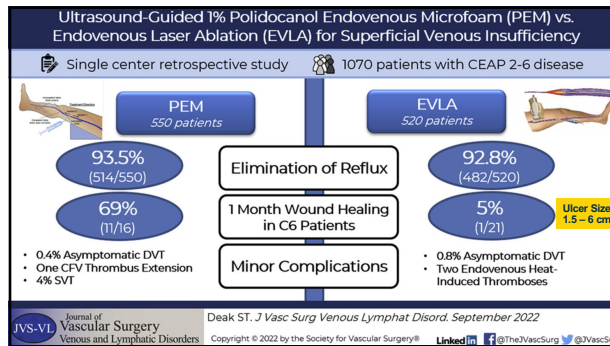 Ultrasound-Guided 1% Polidocanol Endovenous Microfoam (PEM) vs.
Endovenous Laser Ablation (EVLA) for Superficial Venous Insufficiency
Single center retrospective study
1070 patients with CEAP 2-6 disease
PEM
550 patients
EVLA
520 patients
93.5%
(514/550)
Elimination of Reflux
92.8%
(482/520)
69%
(11/16)
1 Month Wound Healing
in C6 Patients
5%
(1/21)
Ulcer Size
1.5 – 6 cm
• 0.4% Asymptomatic DVT
• One CFV Thrombus Extension
• 4% SVT
Minor Complications
• 0.8% Asymptomatic DVT
• Two Endovenous Heat-
Induced Thromboses
JVS-VL
Journal of
Vascular Surgery
Venous and Lymphatic Disorders
Deak ST. J Vasc Surg Venous Lymphat Disord. September 2022
Copyright © 2022 by the Society for Vascular Surgery®
Linked in
@TheJVascSurg
@JVascSur